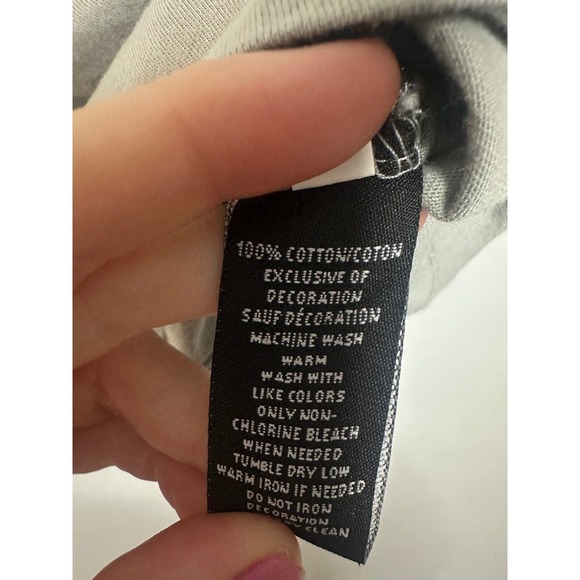 100% COTTON/COTON
EXCLUSIVE OF
DECORATION
SAUF DÉCORATION
MACHINE WASH
WARM
WASH WITH
LIKE COLORS
ONLY NON-
CHLORINE BLEACH
WHEN NEEDED
TUMBLE DRY LOW
WARM IRON IF NEEDED
DO NOT IRON
DECORATION
CLEAN